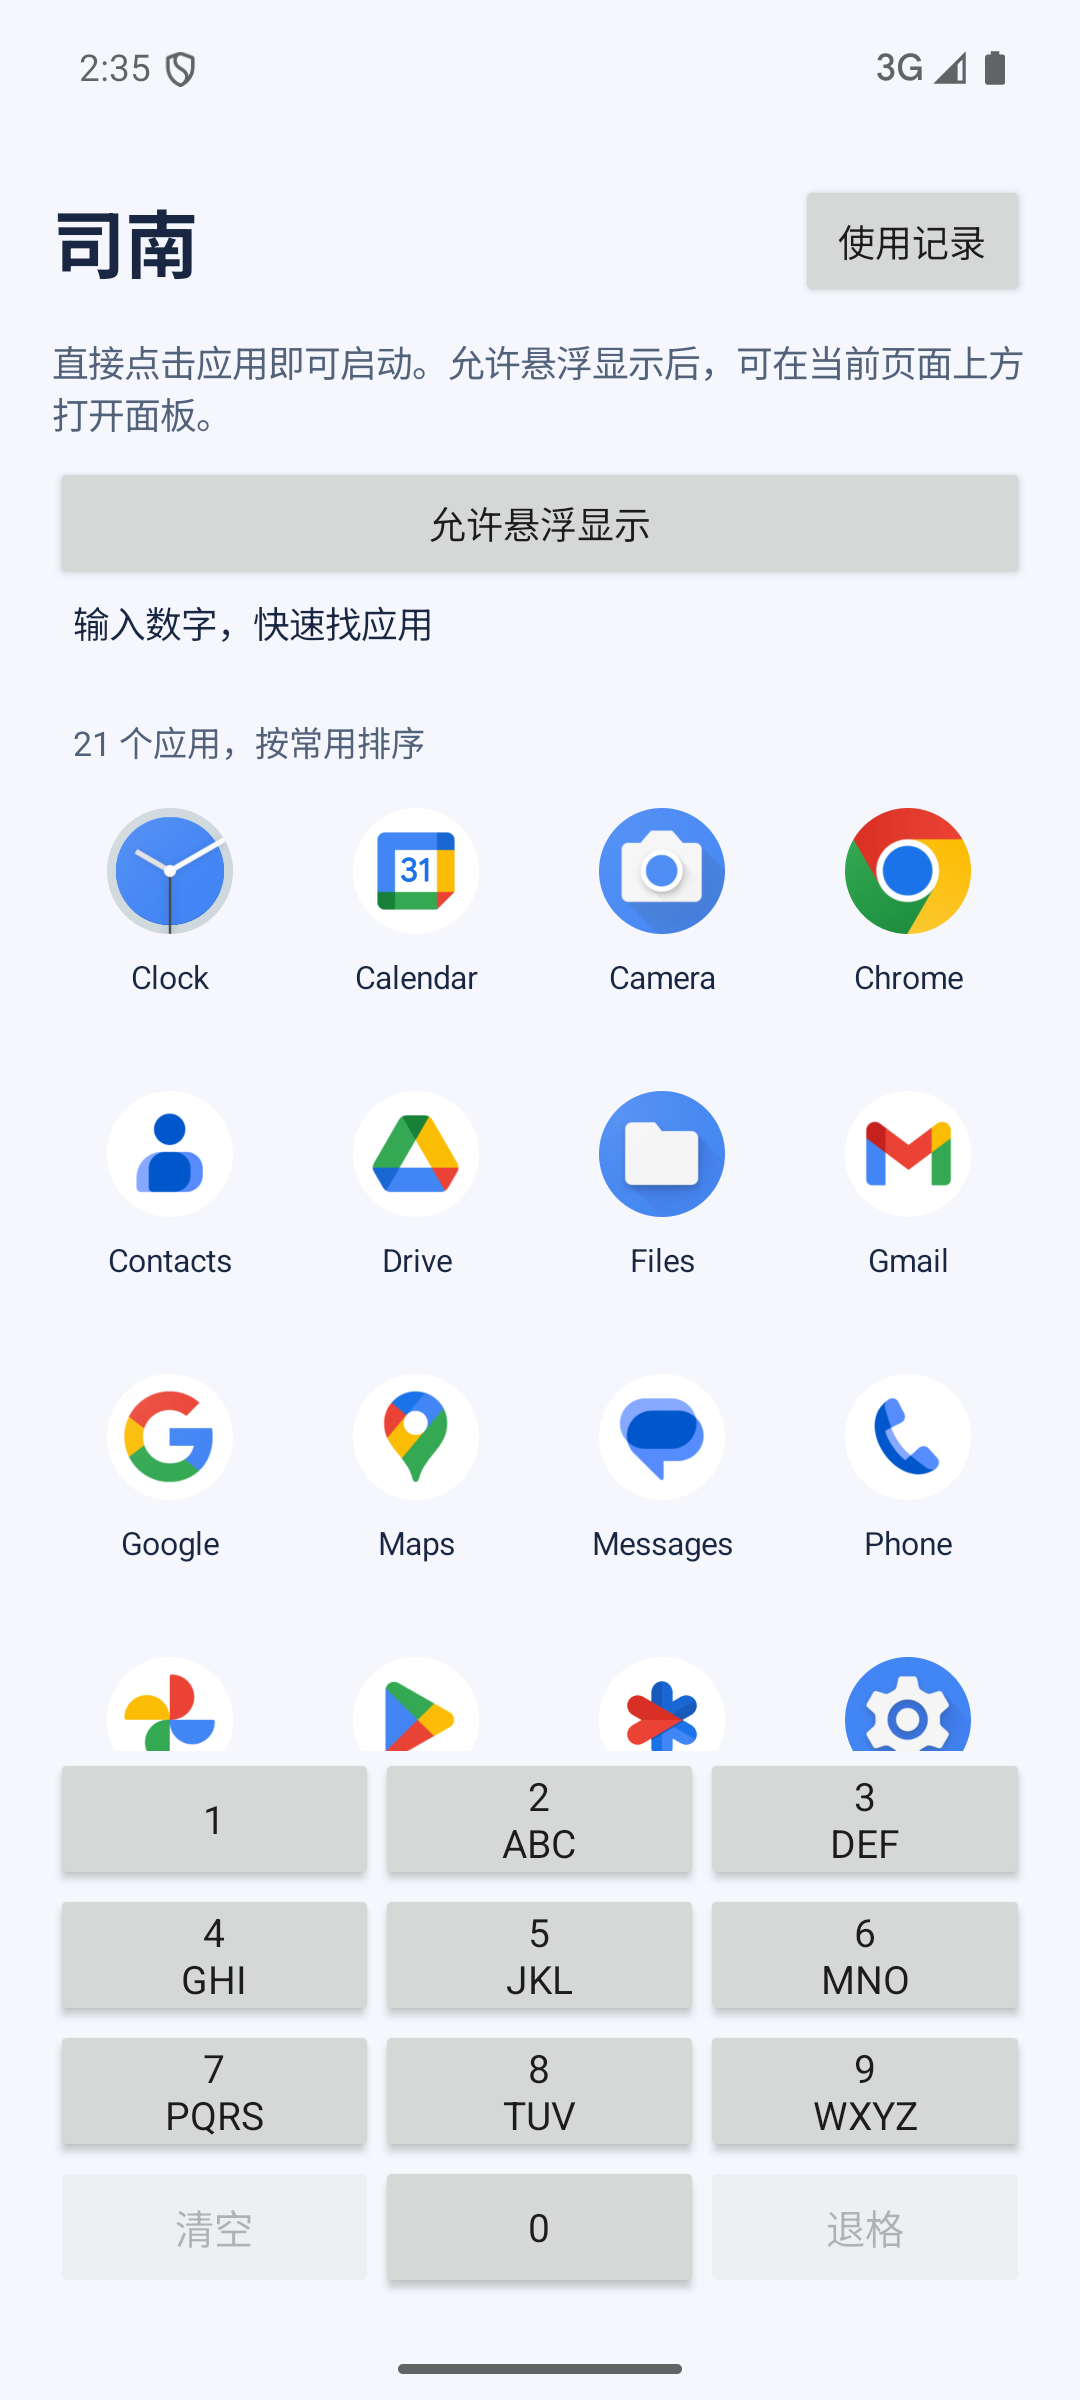 2:35
3G
司南
使用记录
直接点击应用即可启动。允许悬浮显示后，可在当前页面上方
打开面板。
允许悬浮显示
输入数字，快速找应用
21 个应用，按常用排序
31
Clock
Calendar
Camera
Chrome
Contacts
Drive
Files
Gmail
Google
Maps
Messages
Phone
1
2
ABC
3
DEF
4
GHI
5
JKL
6
MNO
7
PQRS
8
TUV
9
WXYZ
清空
0
退格